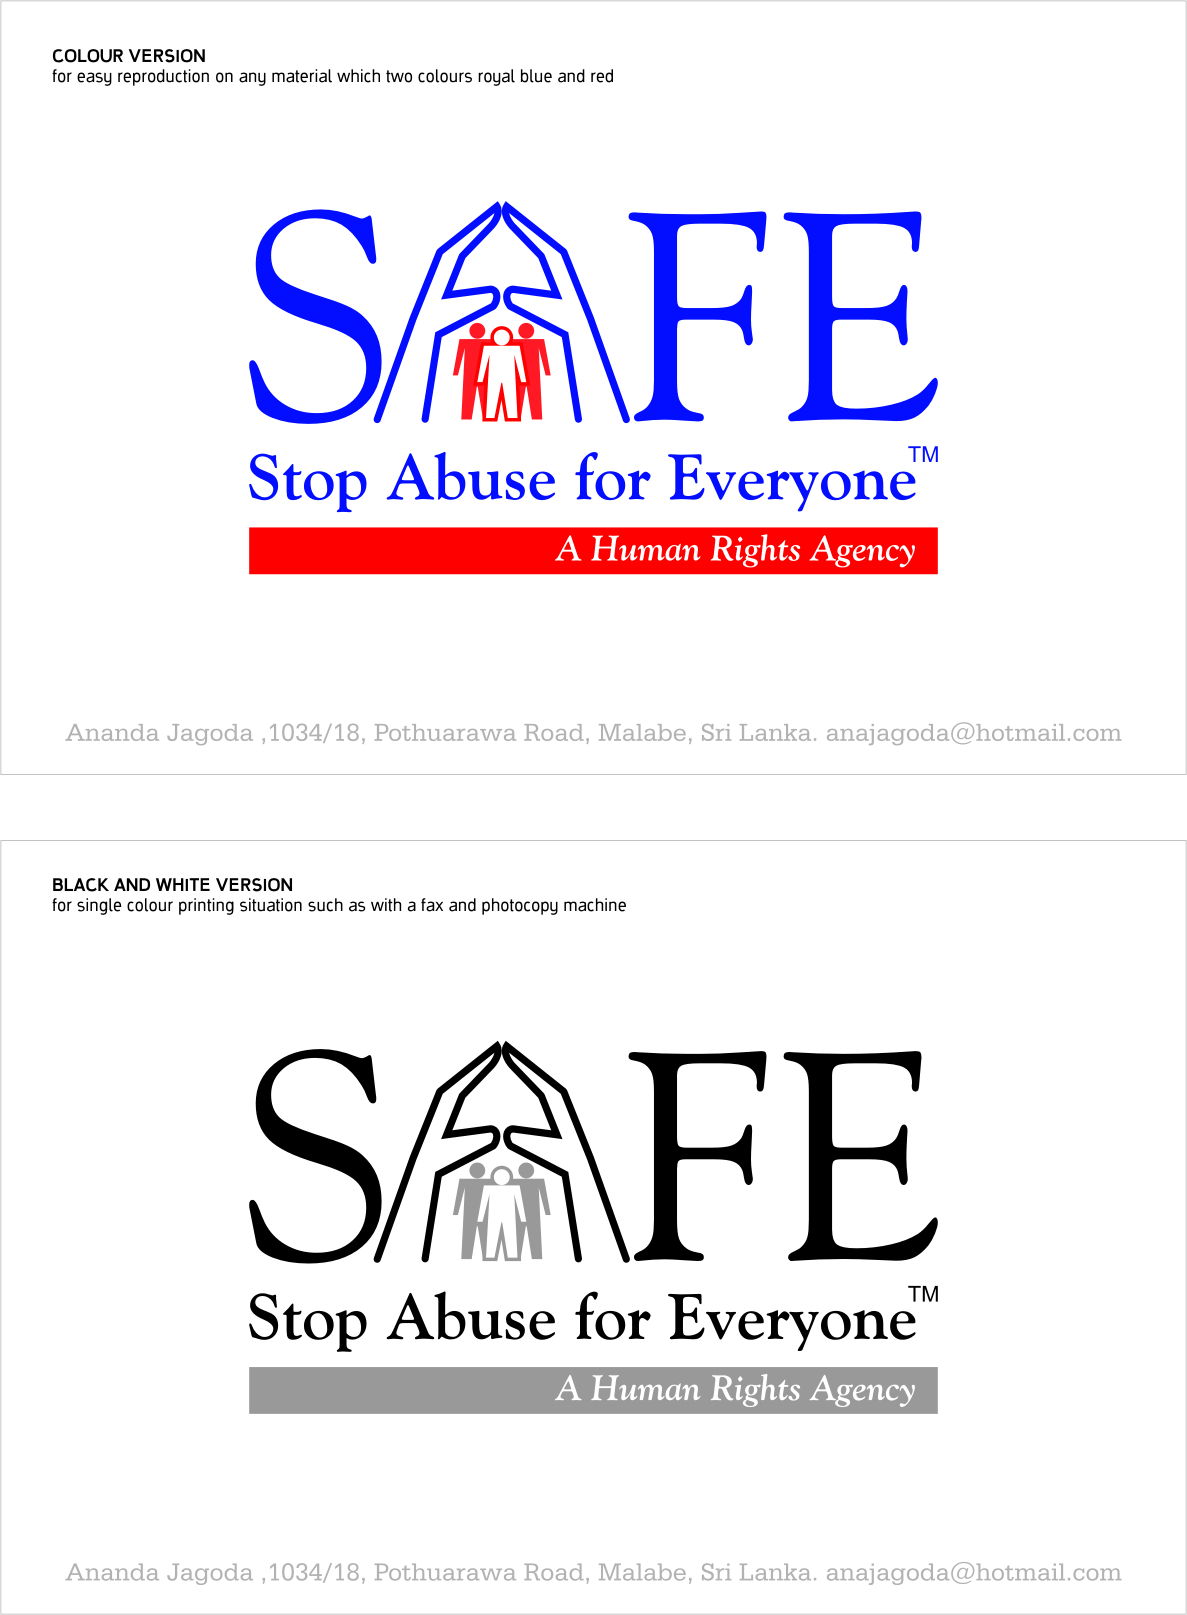 COLOUR VERSION
for easy reproduction on any material which two colours royal blue and red
SAFE
Stop Abuse for Everyone™
A Human Rights Agency
Ananda Jagoda ,1034/18, Pothuarawa Road, Malabe, Sri Lanka. anajagoda@hotmail.com
BLACK AND WHITE VERSION
for single colour printing situation such as with a fax and photocopy machine
SAFE
Stop Abuse for Everyone™
A Human Rights Agency
Ananda Jagoda ,1034/18, Pothuarawa Road, Malabe, Sri Lanka. anajagoda@hotmail.com